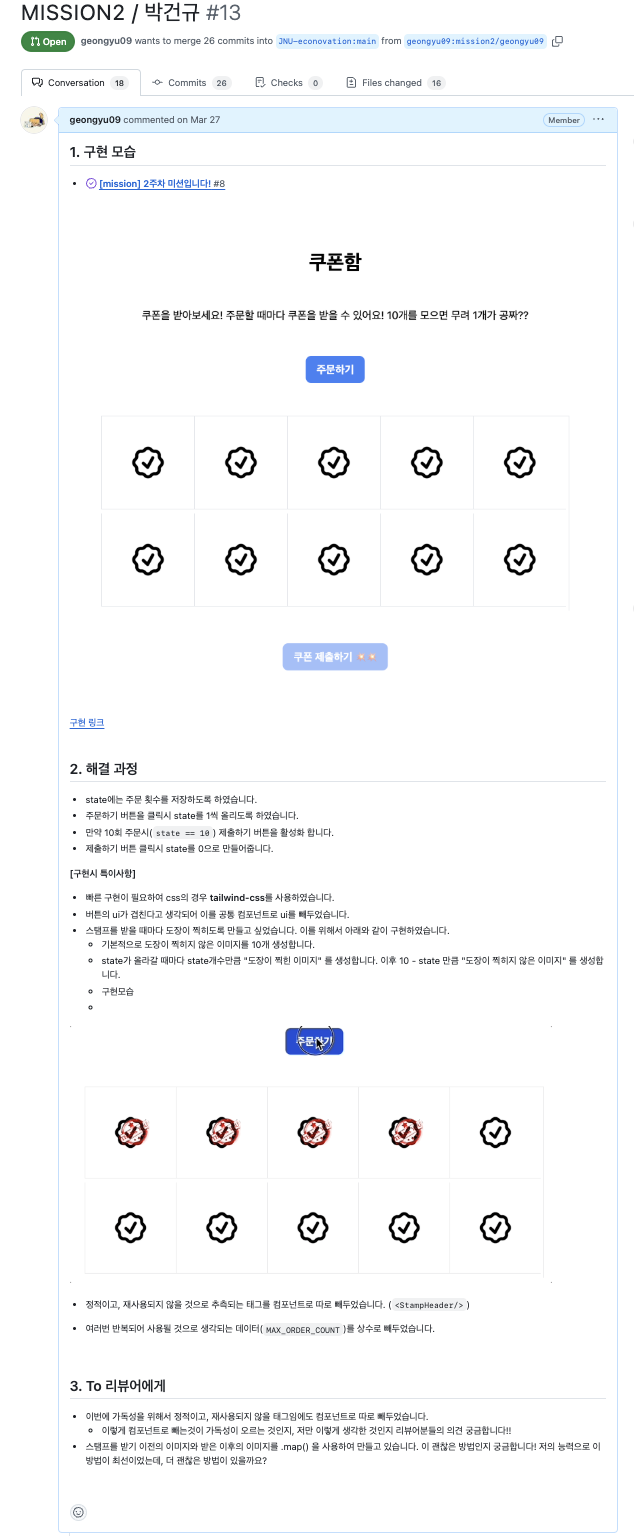 MISSION2 / 박건규 #13
Open geongyu09 wants to merge 26 commits into JNU-econovation:main from geongyu09:mission2/geongyu09
Conversation 18 Commits 26 Checks 0 Files changed 16
geongyu09 commented on Mar 27 Member ...
1. 구현 모습
[mission] 2주차 미션입니다! #8
쿠폰함
쿠폰을 받아보세요! 주문할 때마다 쿠폰을 받을 수 있어요! 10개를 모으면 무려 1개가 공짜??
주문하기
쿠폰 제출하기
구현 링크
2. 해결 과정
state에는 주문 횟수를 저장하도록 하였습니다.
주문하기 버튼을 클릭시 state를 1씩 올리도록 하였습니다.
만약 10회 주문시( state == 10 ) 제출하기 버튼을 활성화 합니다.
제출하기 버튼 클릭시 state를 0으로 만들어줍니다.
[구현시 특이사항]
빠른 구현이 필요하여 css의 경우 tailwind-css를 사용하였습니다.
버튼의 ui가 겹친다고 생각되어 이를 공통 컴포넌트로 ui를 빼두었습니다.
스탬프를 받을 때마다 도장이 찍히도록 만들고 싶었습니다. 이를 위해서 아래와 같이 구현하였습니다.
기본적으로 도장이 찍히지 않은 이미지를 10개 생성합니다.
state가 올라갈 때마다 state개수만큼 "도장이 찍힌 이미지" 를 생성합니다. 이후 10 - state 만큼 "도장이 찍히지 않은 이미지" 를 생성합
니다.
구현모습
주문하기
정적이고, 재사용되지 않을 것으로 추측되는 태그를 컴포넌트로 따로 빼두었습니다. ( <StampHeader/> )
여러번 반복되어 사용될 것으로 생각되는 데이터( MAX_ORDER_COUNT )를 상수로 빼두었습니다.
3. To 리뷰어에게
이번에 가독성을 위해서 정적이고, 재사용되지 않을 태그임에도 컴포넌트로 따로 빼두었습니다.
이렇게 컴포넌트로 빼는것이 가독성이 오르는 것인지, 저만 이렇게 생각한 것인지 리뷰어분들의 의견 궁금합니다!!
스탬프를 받기 이전의 이미지와 받은 이후의 이미지를 .map() 을 사용하여 만들고 있습니다. 이 괜찮은 방법인지 궁금합니다! 저의 능력으로 이
방법이 최선이었는데, 더 괜찮은 방법이 있을까요?